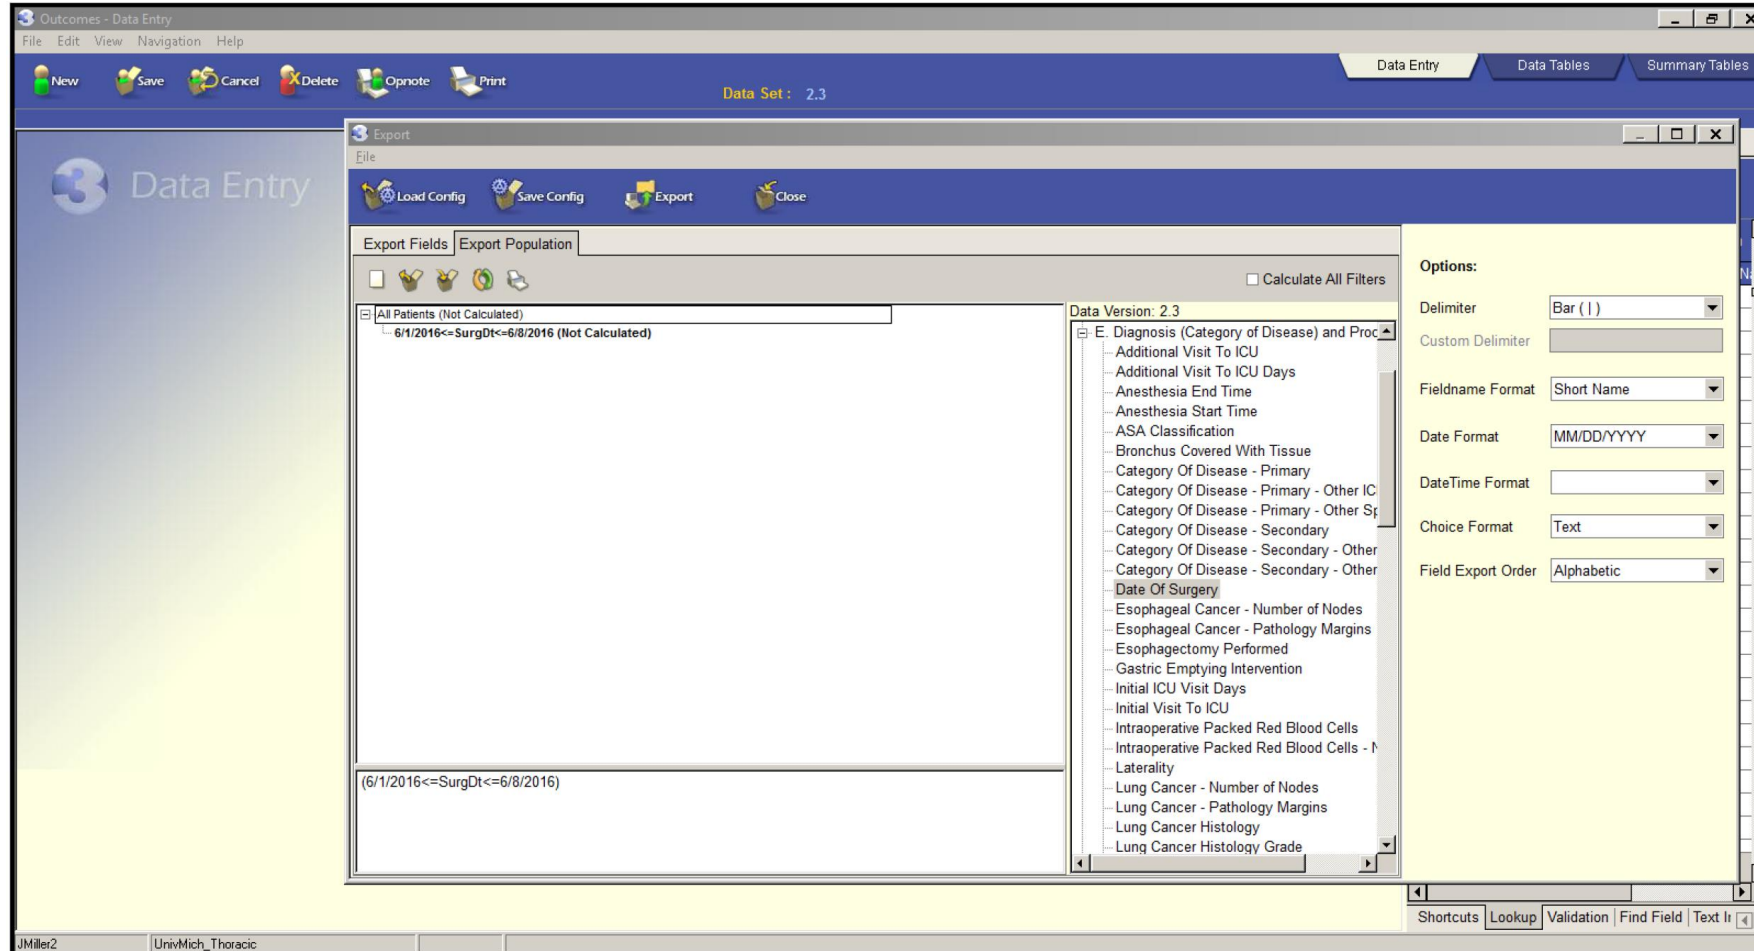 Outcomes - Data Entry
File Edit View Navigation Help
New Save Cancel Delete Opnote Print
Data Set : 2.3
Data Entry Data Tables Summary Tables
3 Data Entry
Export
File
Load Config Save Config Export Close
Export Fields Export Population
Calculate All Filters
All Patients (Not Calculated)
6/1/2016<=SurgDt<=6/8/2016 (Not Calculated)
(6/1/2016<=SurgDt<=6/8/2016)
Data Version: 2.3
E. Diagnosis (Category of Disease) and Proc
Additional Visit To ICU
Additional Visit To ICU Days
Anesthesia End Time
Anesthesia Start Time
ASA Classification
Bronchus Covered With Tissue
Category Of Disease - Primary
Category Of Disease - Primary - Other IC
Category Of Disease - Primary - Other Sp
Category Of Disease - Secondary
Category Of Disease - Secondary - Other
Category Of Disease - Secondary - Other
Date Of Surgery
Esophageal Cancer - Number of Nodes
Esophageal Cancer - Pathology Margins
Esophagectomy Performed
Gastric Emptying Intervention
Initial ICU Visit Days
Initial Visit To ICU
Intraoperative Packed Red Blood Cells
Intraoperative Packed Red Blood Cells - N
Laterality
Lung Cancer - Number of Nodes
Lung Cancer - Pathology Margins
Lung Cancer Histology
Lung Cancer Histology Grade
Options:
Delimiter Bar ( | )
Custom Delimiter
Fieldname Format Short Name
Date Format MM/DD/YYYY
DateTime Format
Choice Format Text
Field Export Order Alphabetic
Shortcuts Lookup Validation Find Field Text
JMiller2 UnivMich_Thoracic